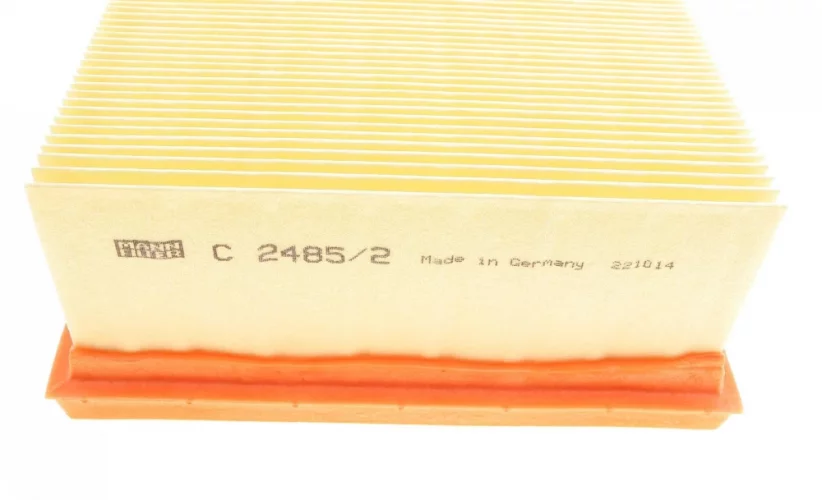 MANN
FILTER
C 2485/2 Made in Germany 221014